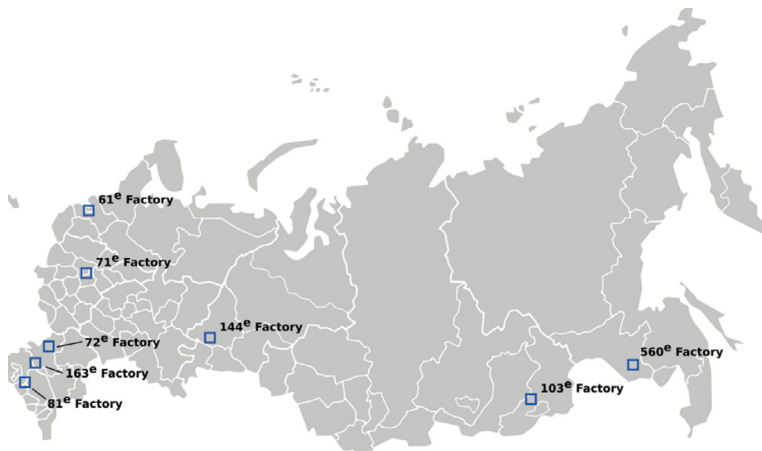 61e Factory
71e Factory
144e Factory
72e Factory
560e Factory
163e Factory
103e Factory
81e Factory